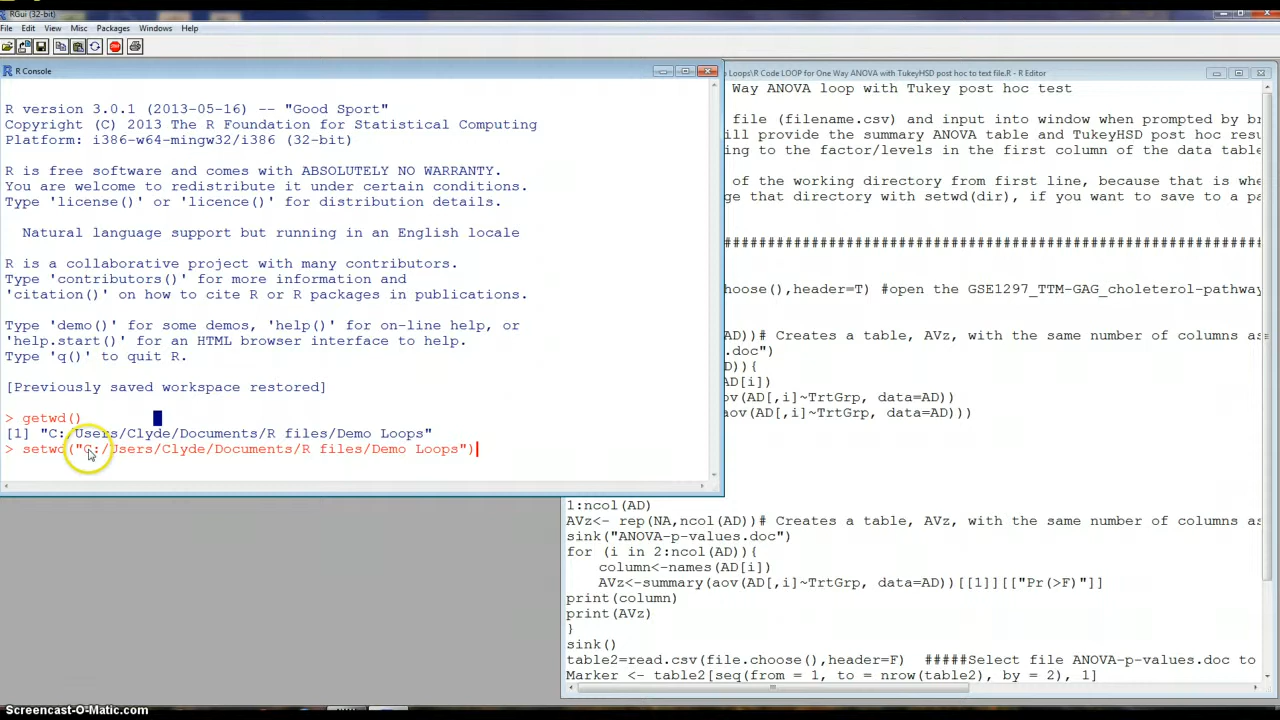 RGui (32-bit)
File Edit View Misc Packages Windows Help
R Console
R version 3.0.1 (2013-05-16) -- "Good Sport"
Copyright (C) 2013 The R Foundation for Statistical Computing
Platform: i386-w64-mingw32/i386 (32-bit)
R is free software and comes with ABSOLUTELY NO WARRANTY.
You are welcome to redistribute it under certain conditions.
Type 'license()' or 'licence()' for distribution details.
Natural language support but running in an English locale
R is a collaborative project with many contributors.
Type 'contributors()' for more information and
'citation()' on how to cite R or R packages in publications.
Type 'demo()' for some demos, 'help()' for on-line help, or
'help.start()' for an HTML browser interface to help.
Type 'q()' to quit R.
[Previously saved workspace restored]
> getwd()
[1] "C:/Users/Clyde/Documents/R files/Demo Loops"
> setwd("C:/Users/Clyde/Documents/R files/Demo Loops")
Loops\R Code LOOP for One Way ANOVA with TukeyHSD post hoc to text file.R - R Editor
Way ANOVA loop with Tukey post hoc test
file (filename.csv) and input into window when prompted by br
ill provide the summary ANOVA table and TukeyHSD post hoc resu
ing to the factor/levels in the first column of the data table
of the working directory from first line, because that is whe
ge that directory with setwd(dir), if you want to save to a pa
######################################################################
hoose(),header=T) #open the GSE1297_TTM-GAG_choleterol-pathway
AD))# Creates a table, AVz, with the same number of columns as
.doc")
D)){
AD[i])
ov(AD[,i]~TrtGrp, data=AD))
aov(AD[,i]~TrtGrp, data=AD)))
1:ncol(AD)
AVz<- rep(NA,ncol(AD))# Creates a table, AVz, with the same number of columns as
sink("ANOVA-p-values.doc")
for (i in 2:ncol(AD)){
column<-names(AD[i])
AVz<-summary(aov(AD[,i]~TrtGrp, data=AD))[[1]][["Pr(>F)"]]
print(column)
print(AVz)
}
sink()
table2=read.csv(file.choose(),header=F) #####Select file ANOVA-p-values.doc to
Marker <- table2[seq(from = 1, to = nrow(table2), by = 2), 1]
Screencast-O-Matic.com